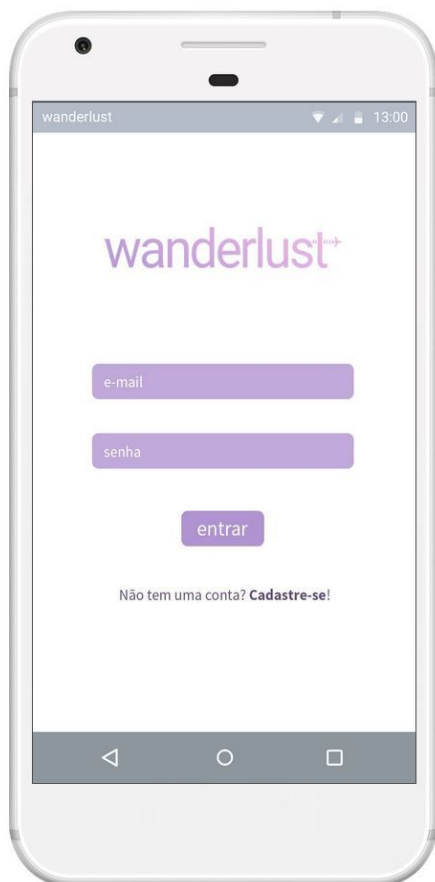 wanderlust 13:00
wanderlust
e-mail
senha
entrar
Não tem uma conta? Cadastre-se!